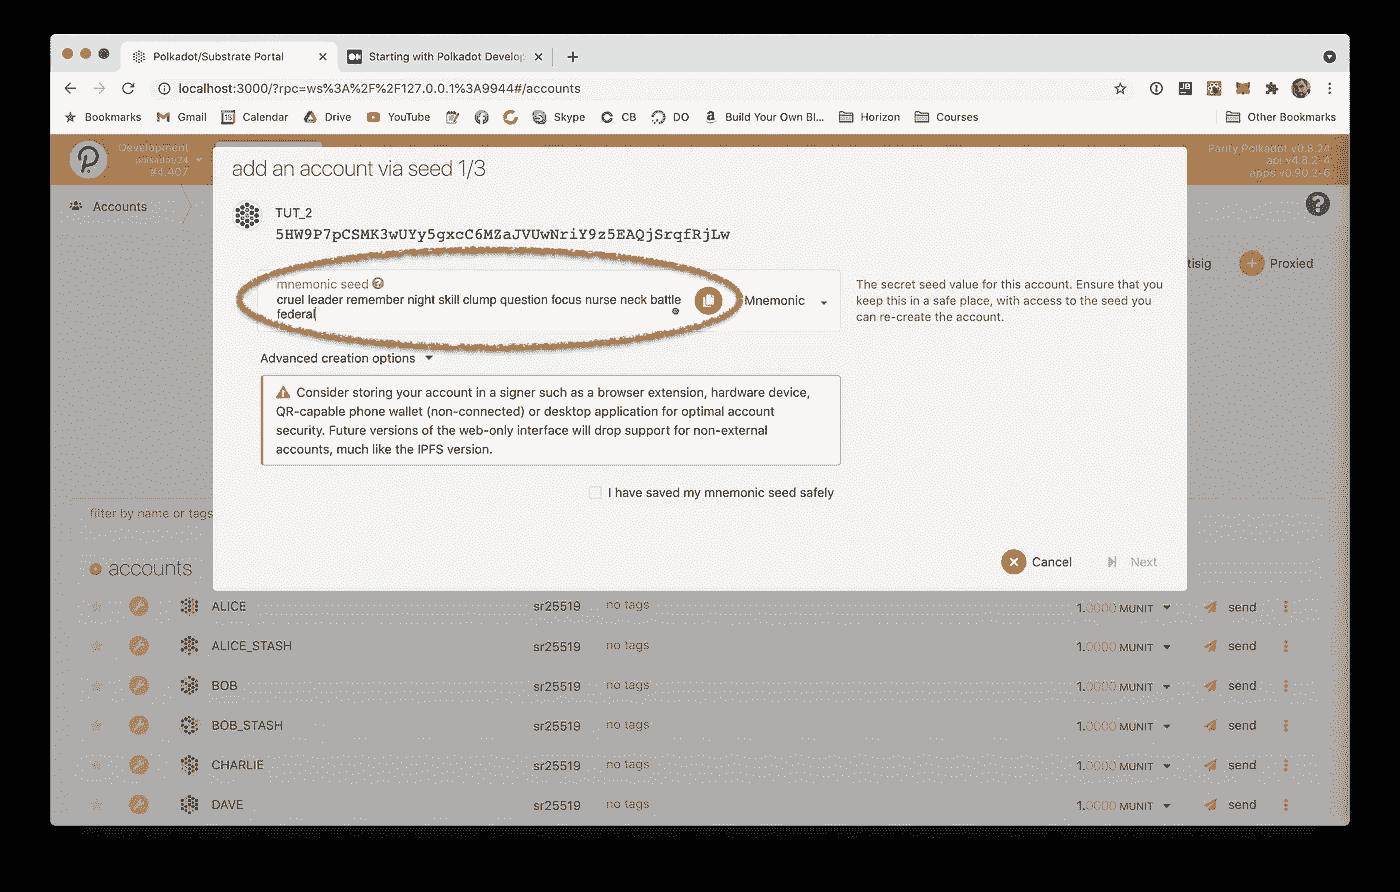 Polkadot/Substrate Portal
Starting with Polkadot Develop
localhost:3000/?rpc=ws%3A%2F%2F127.0.0.1%3A9944#/accounts
Bookmarks Gmail Calendar Drive YouTube Skype CB DO Build Your Own Bl... Horizon Courses Other Bookmarks
Development
polkadot/24
#4,407
Parity Polkadot v0.8.24
api v4.8.2-4
apps v0.90.2-6
Accounts
add an account via seed 1/3
TUT_2
5HW9P7pCSMK3wUYy5gxcC6MZaJVUwNriY9z5EAQjSrqfRjLw
tisig
Proxied
mnemonic seed
cruel leader remember night skill clump question focus nurse neck battle
federal
Mnemonic
The secret seed value for this account. Ensure that you
keep this in a safe place, with access to the seed you
can re-create the account.
Advanced creation options
Consider storing your account in a signer such as a browser extension, hardware device,
QR-capable phone wallet (non-connected) or desktop application for optimal account
security. Future versions of the web-only interface will drop support for non-external
accounts, much like the IPFS version.
I have saved my mnemonic seed safely
filter by name or tags
Cancel
Next
accounts
ALICE sr25519 no tags 1.0000 MUNIT send
ALICE_STASH sr25519 no tags 1.0000 MUNIT send
BOB sr25519 no tags 1.0000 MUNIT send
BOB_STASH sr25519 no tags 1.0000 MUNIT send
CHARLIE sr25519 no tags 1.0000 MUNIT send
DAVE sr25519 no tags 1.0000 MUNIT send